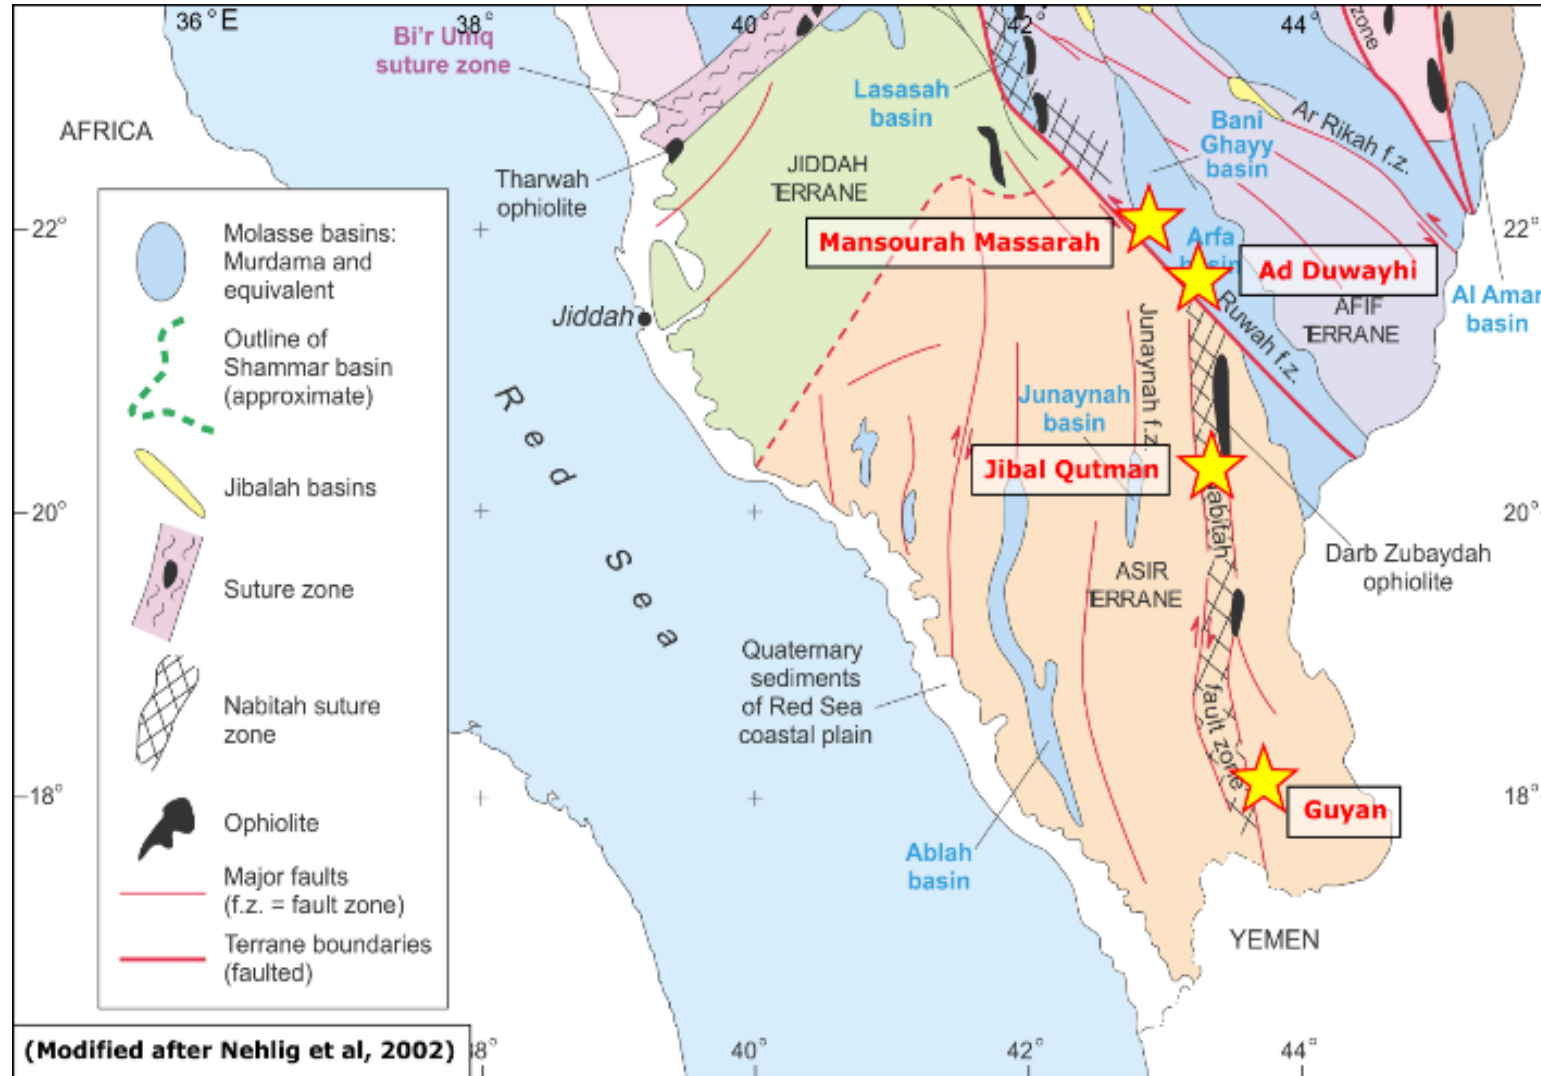 36°E
38°
40°
42°
44°
Bi'r Umq
suture zone
AFRICA
Lasasah
basin
Bani
Ghayy
basin
Ar Rikah f.z.
zone
Tharwah
ophiolite
JIDDAH
TERRANE
22°
22°
Mansourah Massarah
Arfa
basin
Ad Duwayhi
Al Amar
basin
AFIF
TERRANE
Ruwah f.z.
Jiddah
Junaynah f.z.
Junaynah
basin
Red Sea
Jibal Qutman
20°
20°
Nabitah
fault zone
Darb Zubaydah
ophiolite
ASIR
TERRANE
Quaternary
sediments
of Red Sea
coastal plain
18°
18°
Guyan
Ablah
basin
YEMEN
Molasse basins:
Murdama and
equivalent
Outline of
Shammar basin
(approximate)
Jibalah basins
Suture zone
Nabitah suture
zone
Ophiolite
Major faults
(f.z. = fault zone)
Terrane boundaries
(faulted)
(Modified after Nehlig et al, 2002)
8°
40°
42°
44°